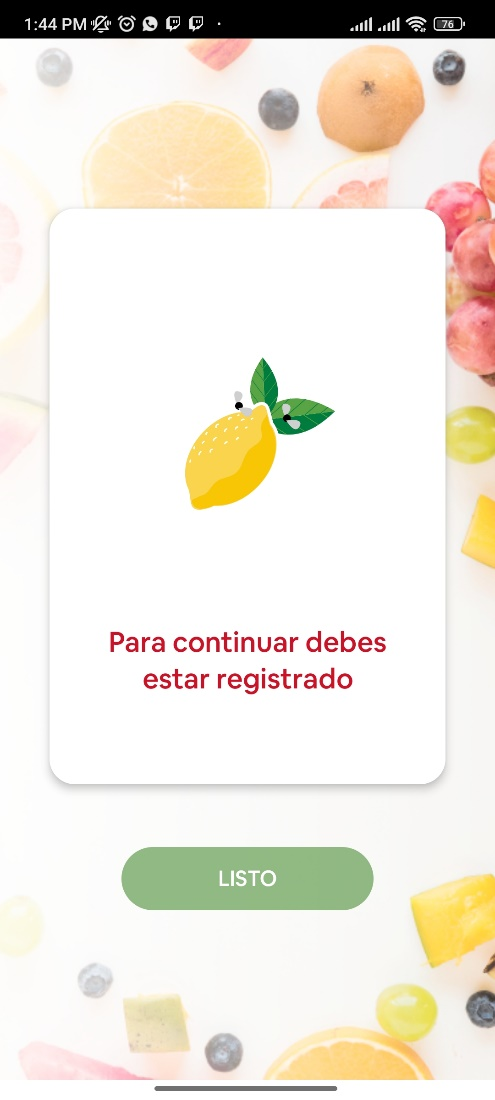 1:44 PM
76
Para continuar debes
estar registrado
LISTO